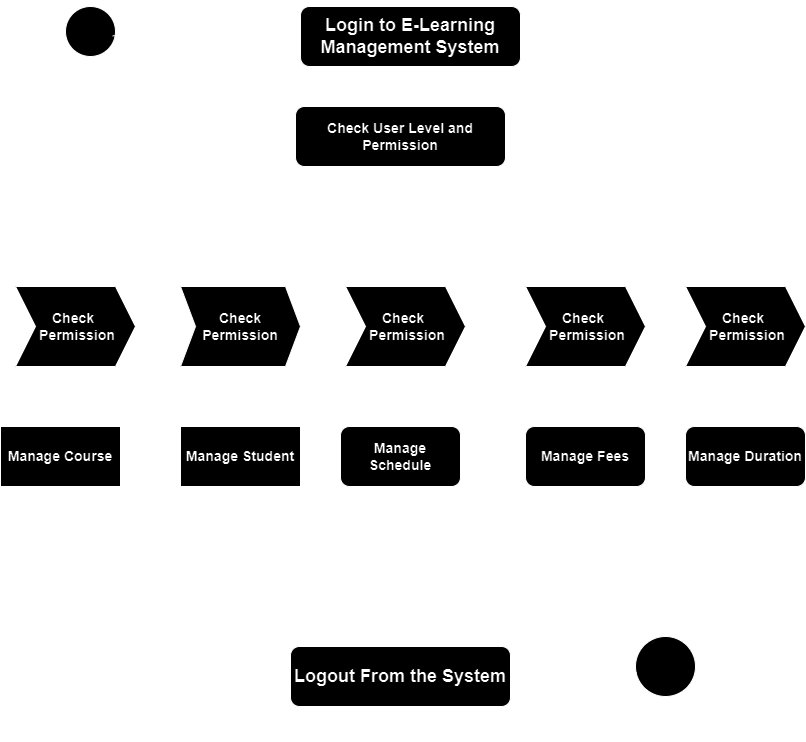 Login to E-Learning
Management System
Check User Level and
Permission
Check
Permission
Check
Permission
Check
Permission
Check
Permission
Check
Permission
Manage Course
Manage Student
Manage
Schedule
Manage Fees
Manage Duration
Logout From the System